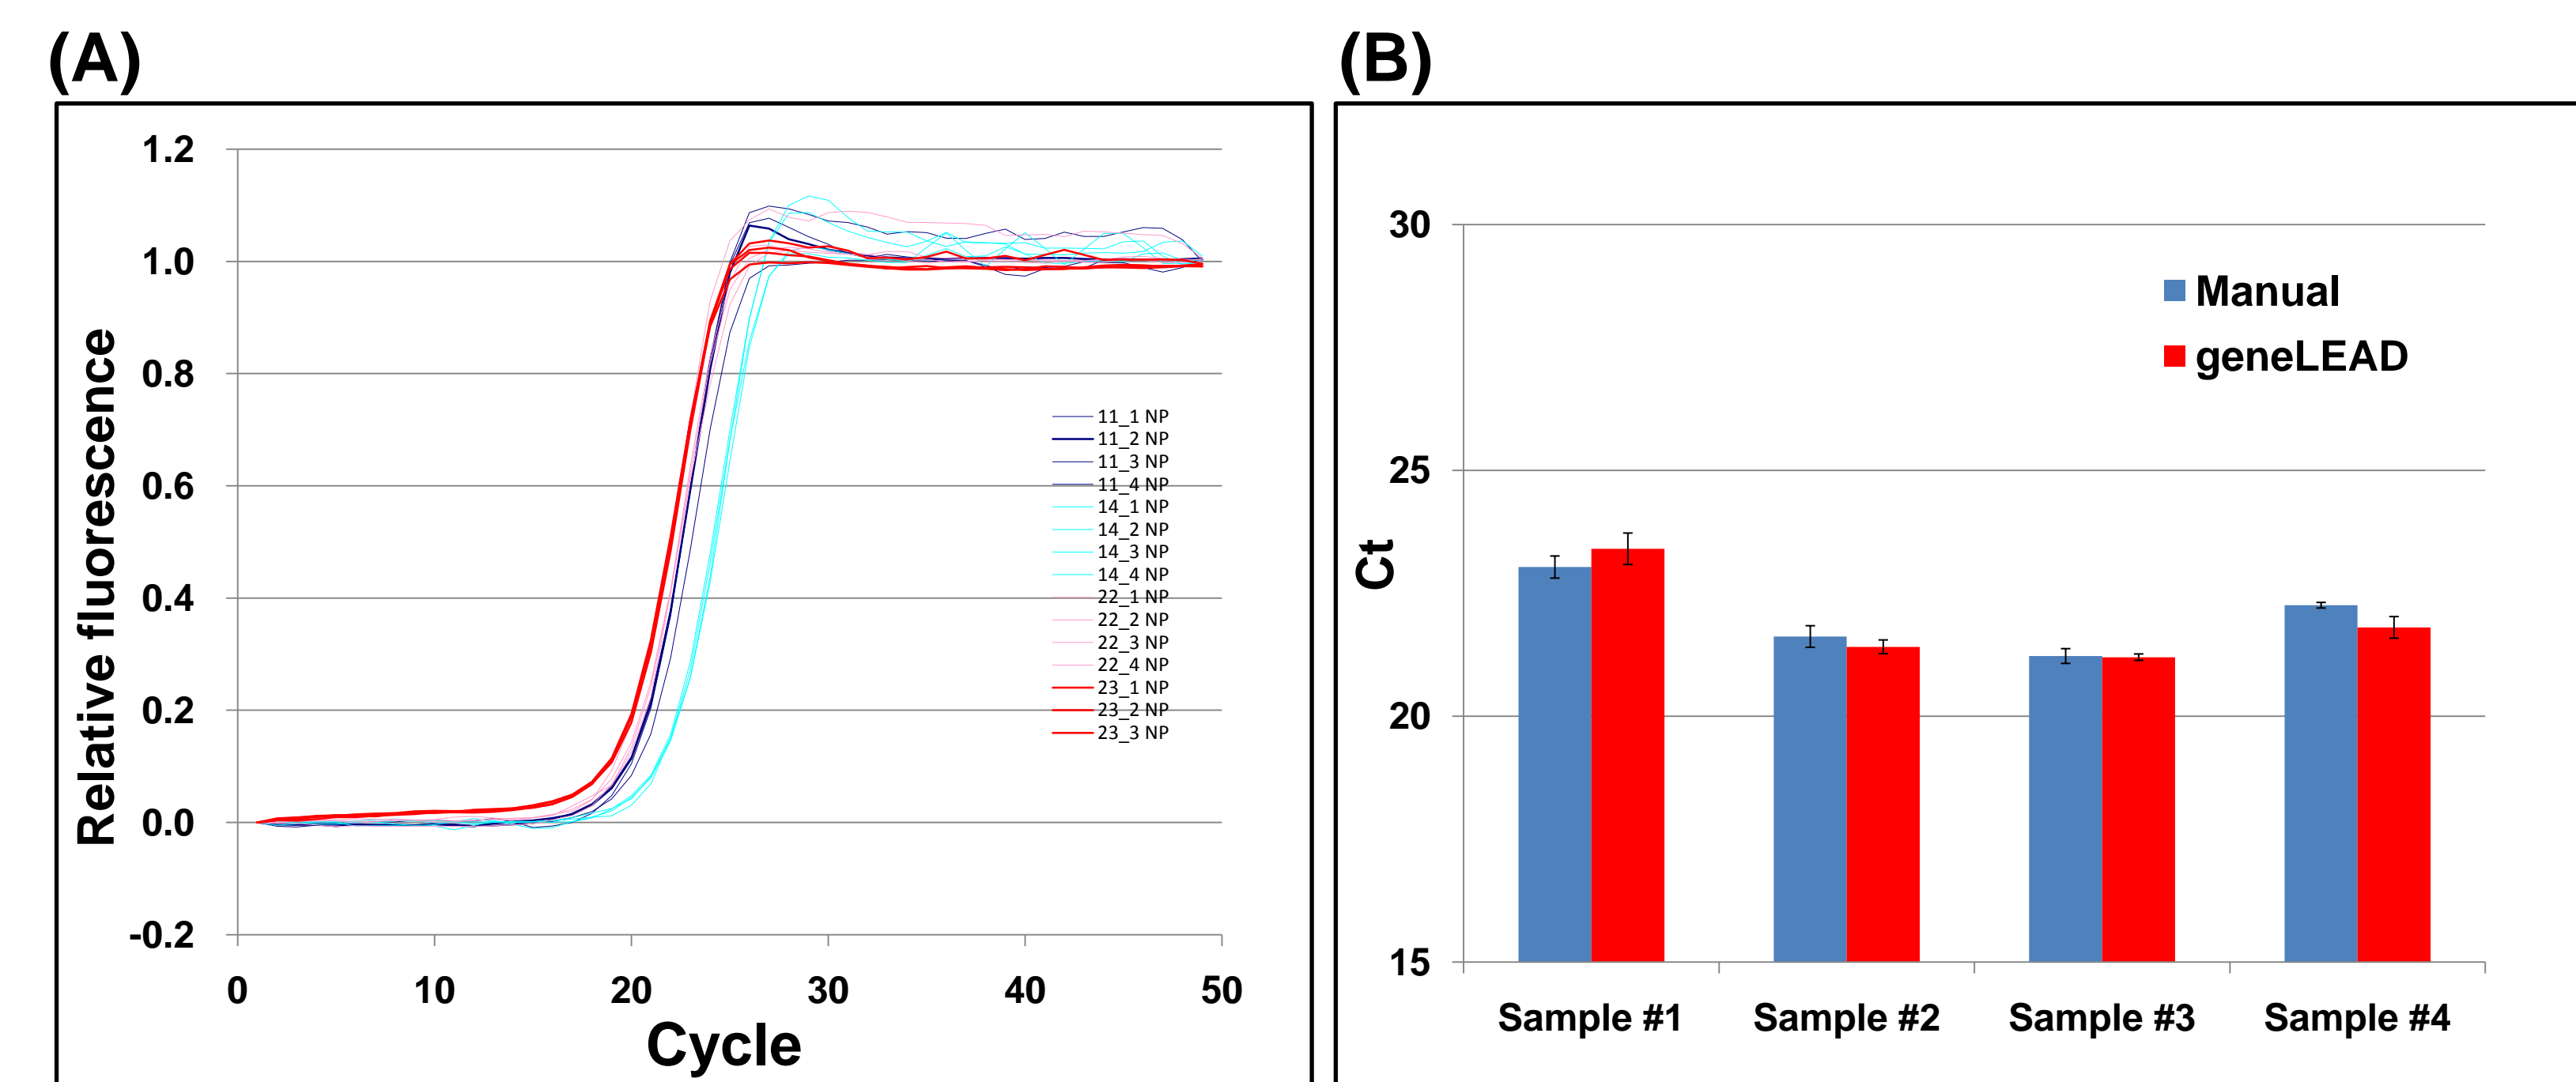 (A)
1.2
1.0
0.8
0.6
0.4
0.2
0.0
-0.2
0 10 20 30 40 50
Relative fluorescence
Cycle
11_1 NP
11_2 NP
11_3 NP
11_4 NP
14_1 NP
14_2 NP
14_3 NP
14_4 NP
22_1 NP
22_2 NP
22_3 NP
22_4 NP
23_1 NP
23_2 NP
23_3 NP
(B)
30
25
20
15
Ct
Manual
geneLEAD
Sample #1 Sample #2 Sample #3 Sample #4